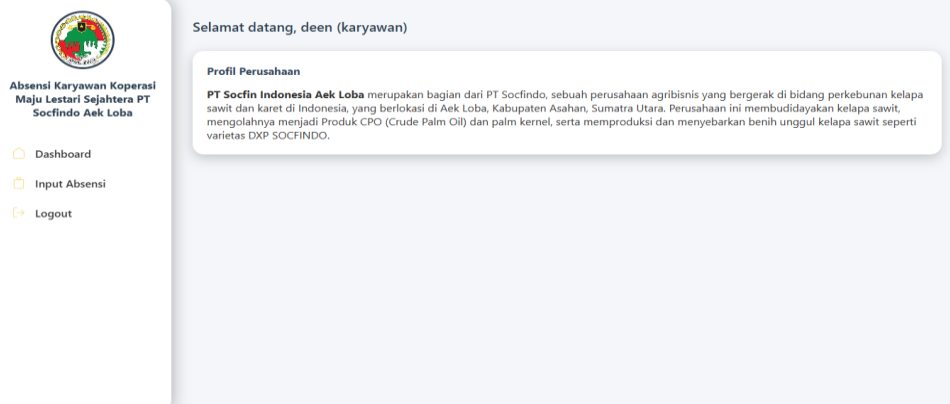 Absensi Karyawan Koperasi
Maju Lestari Sejahtera PT
Socfindo Aek Loba
Dashboard
Input Absensi
Logout
Selamat datang, deen (karyawan)
Profil Perusahaan
PT Socfin Indonesia Aek Loba merupakan bagian dari PT Socfindo, sebuah perusahaan agribisnis yang bergerak di bidang perkebunan kelapa
sawit dan karet di Indonesia, yang berlokasi di Aek Loba, Kabupaten Asahan, Sumatra Utara. Perusahaan ini membudidayakan kelapa sawit,
mengolahnya menjadi Produk CPO (Crude Palm Oil) dan palm kernel, serta memproduksi dan menyebarkan benih unggul kelapa sawit seperti
varietas DXP SOCFINDO.